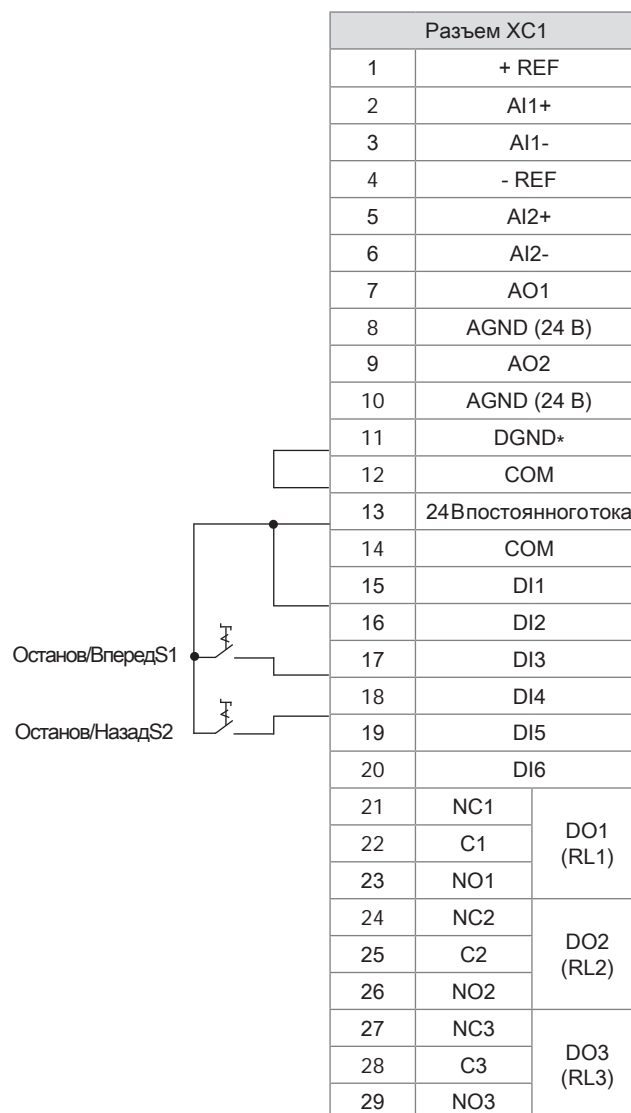 Разъем XC1
1 + REF
2 AI1+
3 AI1-
4 - REF
5 AI2+
6 AI2-
7 AO1
8 AGND (24 В)
9 AO2
10 AGND (24 В)
11 DGND*
12 COM
13 24Впостоянноготока
14 COM
15 DI1
16 DI2
Останов/ВпередS1
17 DI3
18 DI4
Останов/НазадS2
19 DI5
20 DI6
21 NC1
22 C1
23 NO1
DO1
(RL1)
24 NC2
25 C2
26 NO2
DO2
(RL2)
27 NC3
28 C3
29 NO3
DO3
(RL3)